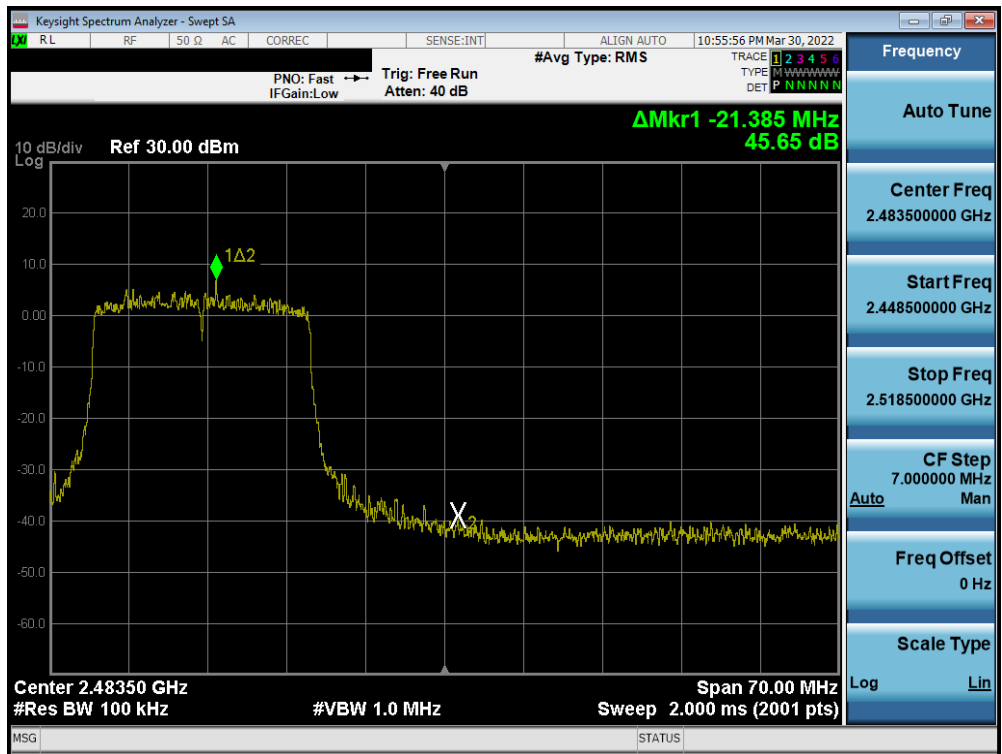 Keysight Spectrum Analyzer - Swept SA
LXI RL RF 50 Ω AC CORREC SENSE:INT ALIGN AUTO 10:55:56 PM Mar 30, 2022
#Avg Type: RMS TRACE 1 2 3 4 5 6
PNO: Fast Trig: Free Run TYPE M WWWWW
IFGain:Low Atten: 40 dB DET P N N N N N
ΔMkr1 -21.385 MHz
45.65 dB
10 dB/div Ref 30.00 dBm
Log
20.0
10.0
0.00
-10.0
-20.0
-30.0
-40.0
-50.0
-60.0
1Δ2
X2
Center 2.48350 GHz Span 70.00 MHz
#Res BW 100 kHz #VBW 1.0 MHz Sweep 2.000 ms (2001 pts)
MSG STATUS
Frequency
Auto Tune
Center Freq
2.483500000 GHz
Start Freq
2.448500000 GHz
Stop Freq
2.518500000 GHz
CF Step
7.000000 MHz
Auto Man
Freq Offset
0 Hz
Scale Type
Log Lin